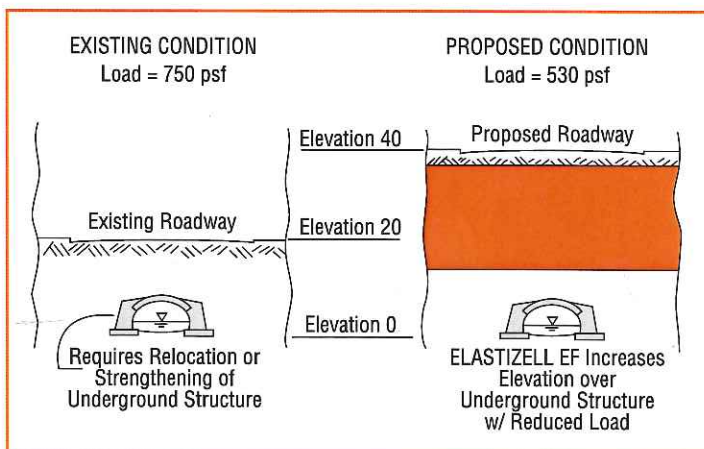 EXISTING CONDITION
Load = 750 psf
PROPOSED CONDITION
Load = 530 psf
Elevation 40
Proposed Roadway
Existing Roadway
Elevation 20
Elevation 0
Requires Relocation or
Strengthening of
Underground Structure
ELASTIZELL EF Increases
Elevation over
Underground Structure
w/ Reduced Load